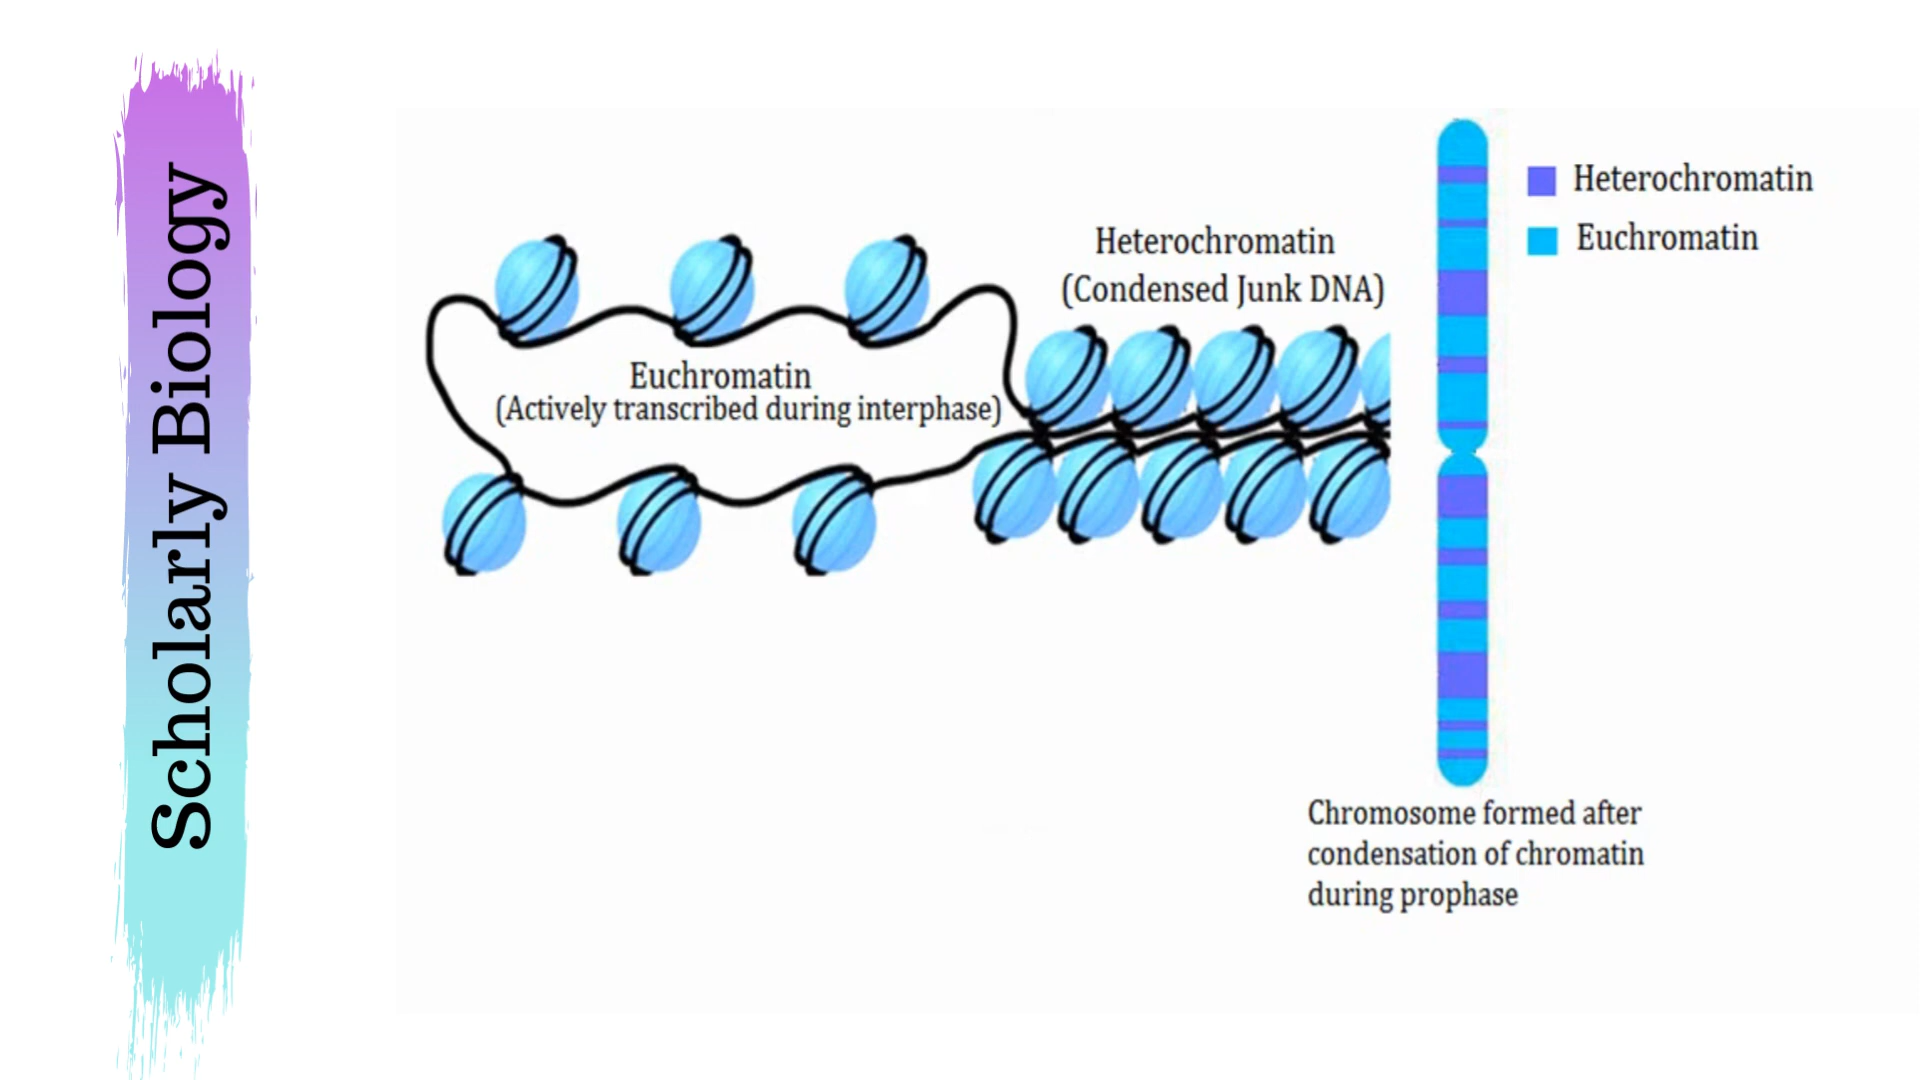 Scholarly Biology
Euchromatin
(Actively transcribed during interphase)
Heterochromatin
(Condensed Junk DNA)
Heterochromatin
Euchromatin
Chromosome formed after
condensation of chromatin
during prophase